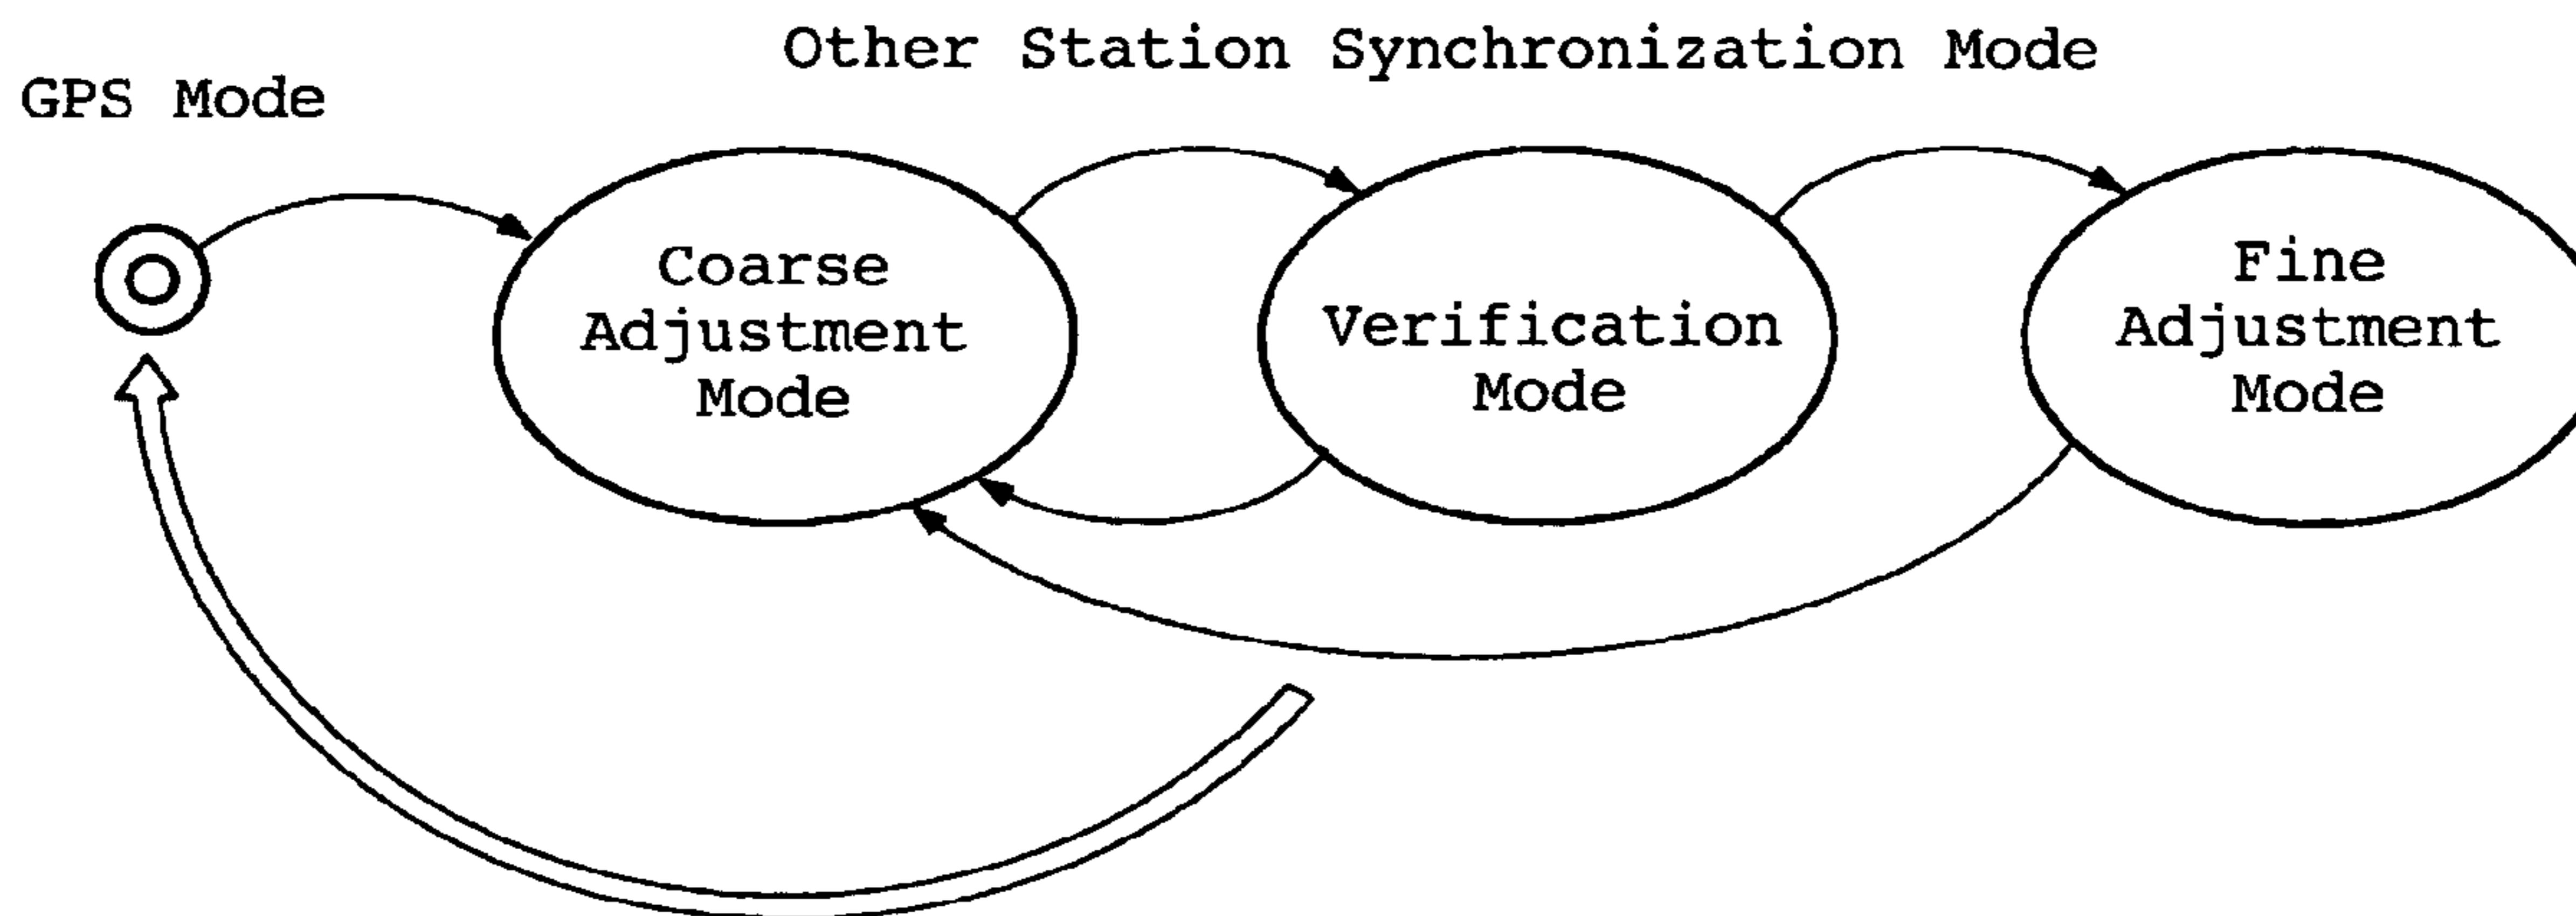 Other Station Synchronization Mode
GPS Mode
Coarse
Adjustment
Mode
Verification
Mode
Fine
Adjustment
Mode